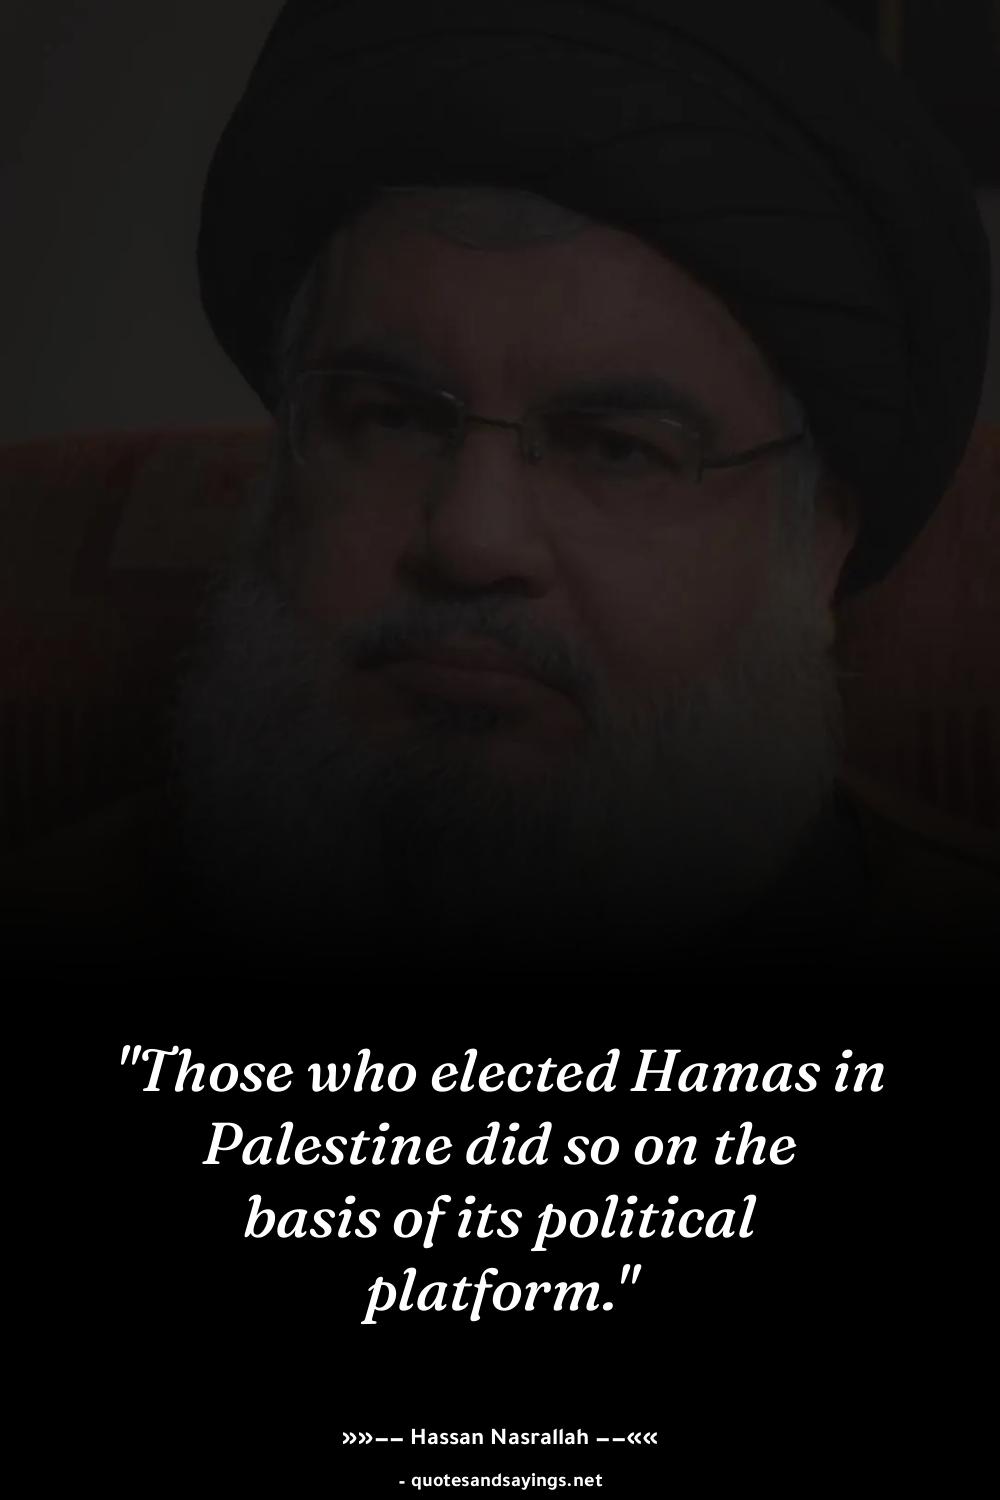 "Those who elected Hamas in
Palestine did so on the
basis of its political
platform."
»»−− Hassan Nasrallah −−««
- quotesandsayings.net